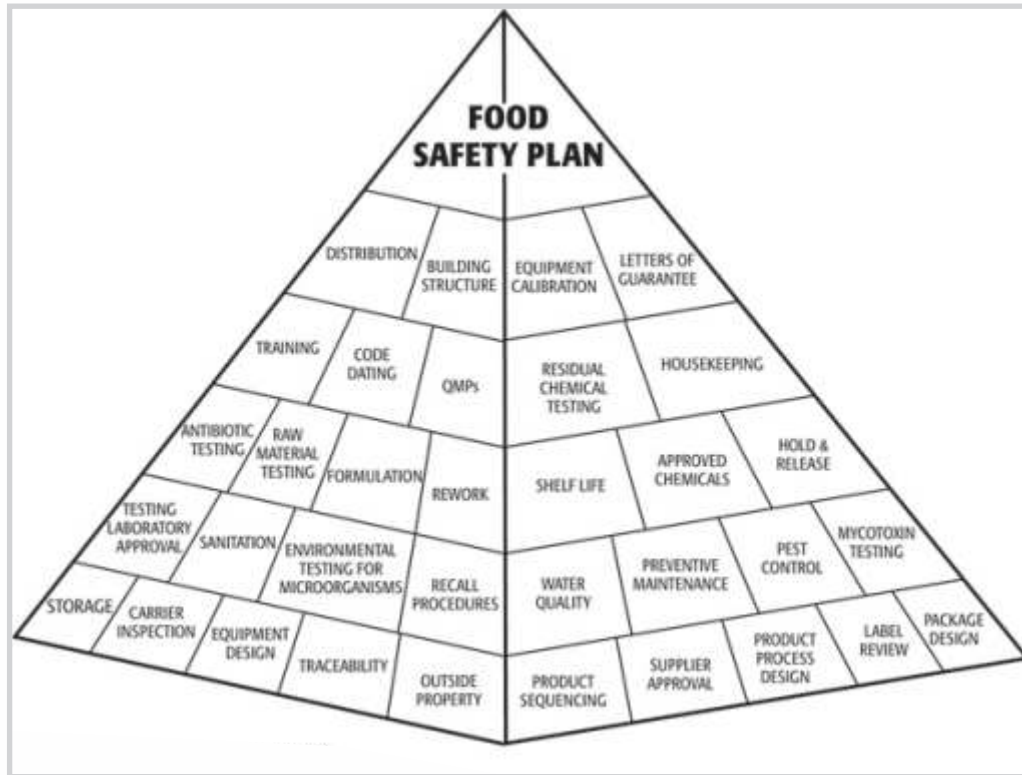 FOOD
SAFETY PLAN
DISTRIBUTION
BUILDING
STRUCTURE
EQUIPMENT
CALIBRATION
LETTERS OF
GUARANTEE
TRAINING
CODE
DATING
QMPs
RESIDUAL
CHEMICAL
TESTING
HOUSEKEEPING
ANTIBIOTIC
TESTING
RAW
MATERIAL
TESTING
FORMULATION
REWORK
SHELF LIFE
APPROVED
CHEMICALS
HOLD &
RELEASE
TESTING
LABORATORY
APPROVAL
SANITATION
ENVIRONMENTAL
TESTING FOR
MICROORGANISMS
RECALL
PROCEDURES
WATER
QUALITY
PREVENTIVE
MAINTENANCE
PEST
CONTROL
MYCOTOXIN
TESTING
STORAGE
CARRIER
INSPECTION
EQUIPMENT
DESIGN
TRACEABILITY
OUTSIDE
PROPERTY
PRODUCT
SEQUENCING
SUPPLIER
APPROVAL
PRODUCT
PROCESS
DESIGN
LABEL
REVIEW
PACKAGE
DESIGN